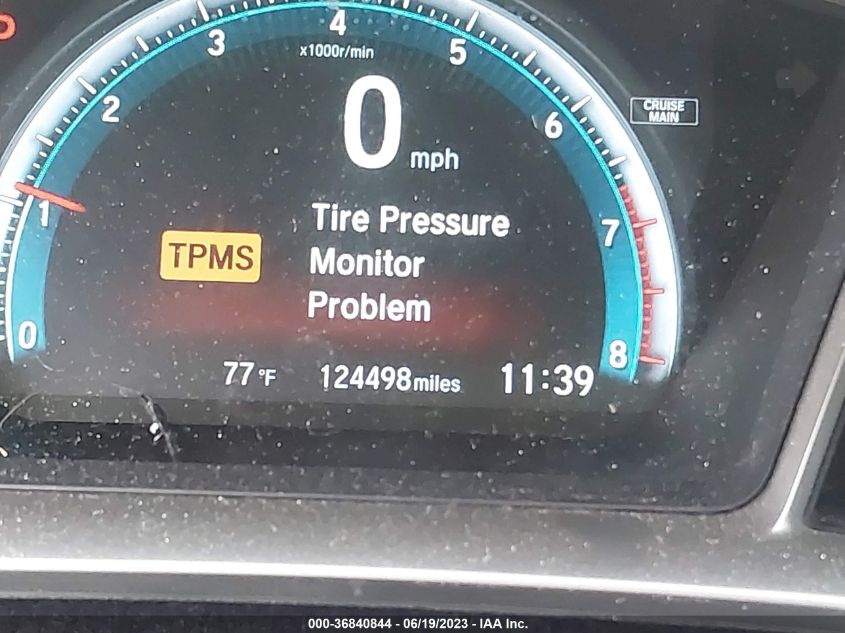 4
3
5
x1000r/min
2
6
0 mph
CRUISE
MAIN
1
7
Tire Pressure
TPMS
Monitor
Problem
0
8
77°F
124498miles
11:39
000-36840844 - 06/19/2023 - IAA Inc.